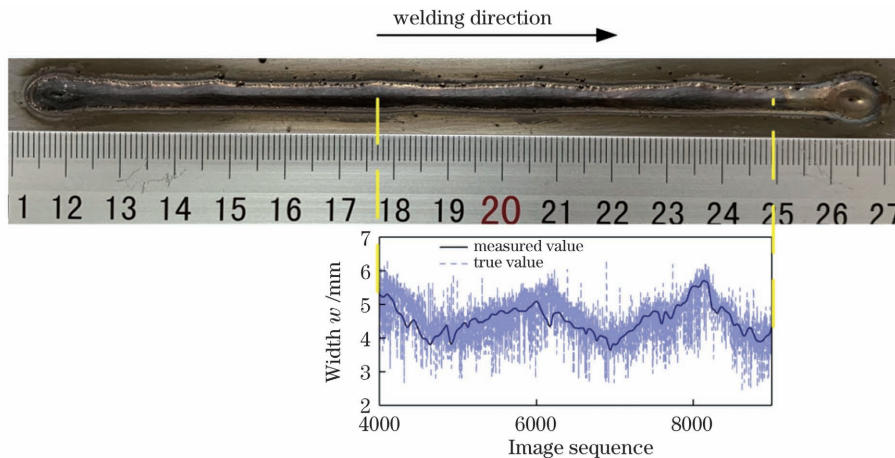 welding direction
1 12 13 14 15 16 17 18 19 20 21 22 23 24 25 26 27
7
measured value
true value
6
5
4
3
2
Width w /mm
4000 6000 8000
Image sequence